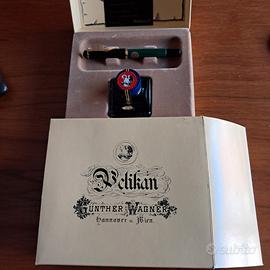 Pelikan
GÜNTHER WAGNER
Hannover u. Wien.
subito